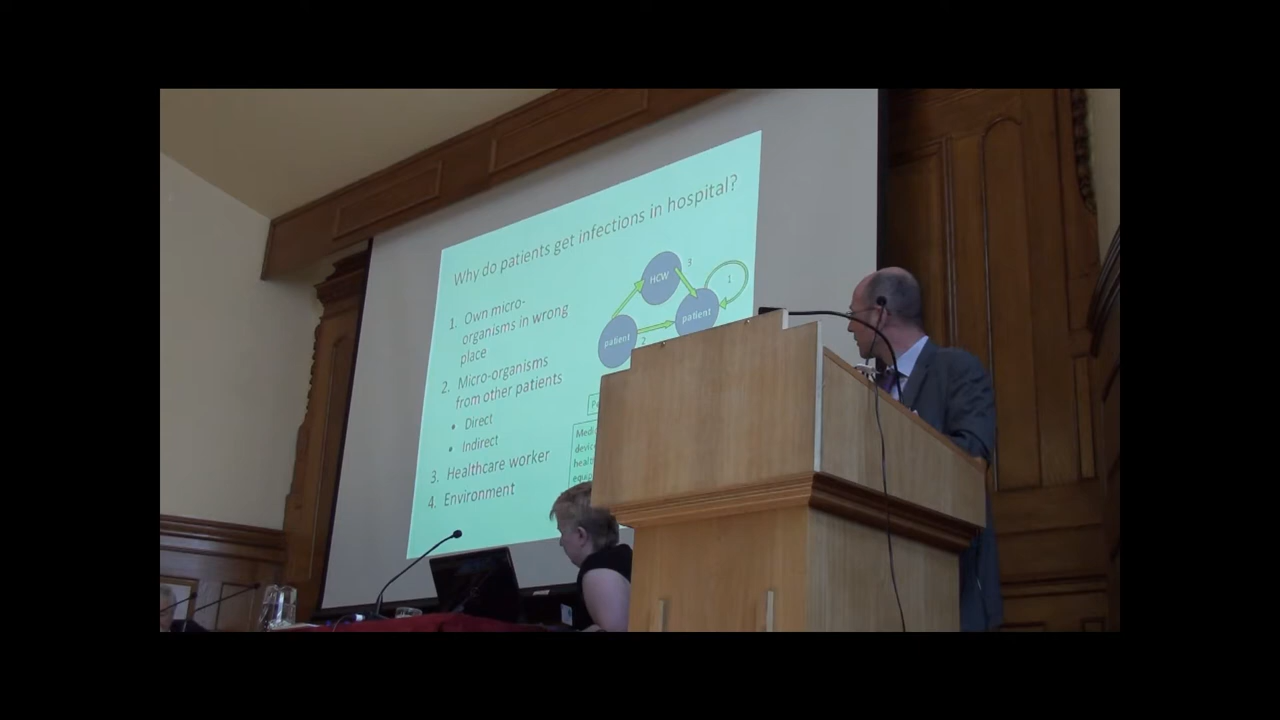 Why do patients get infections in hospital?
1. Own micro-
organisms in wrong
place
2. Micro-organisms
from other patients
• Direct
• Indirect
3. Healthcare worker
4. Environment
HCW
3
1
patient
patient
2